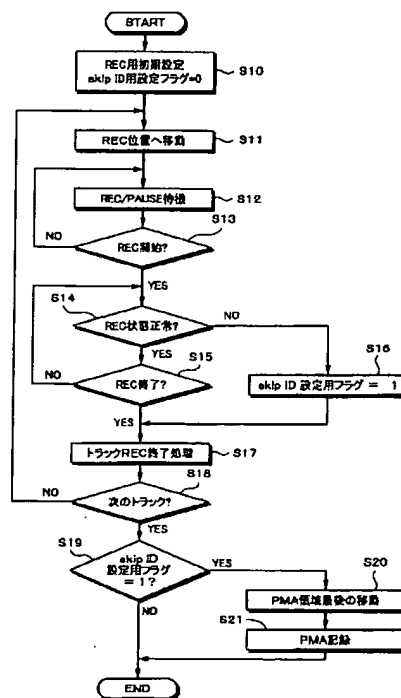 START
REC用初期設定
skip ID用設定フラグ=0
S10
REC位置へ移動
S11
REC/PAUSE待機
S12
S13
NO
REC開始?
YES
S14
NO
REC状態正常?
YES
S15
S16
NO
REC終了?
skip ID 設定用フラグ = 1
YES
トラックREC終了処理
S17
S18
NO
次のトラック?
YES
S19
skip ID
設定用フラグ
= 1?
YES
S20
NO
PMA領域最後の移動
S21
PMA記録
END